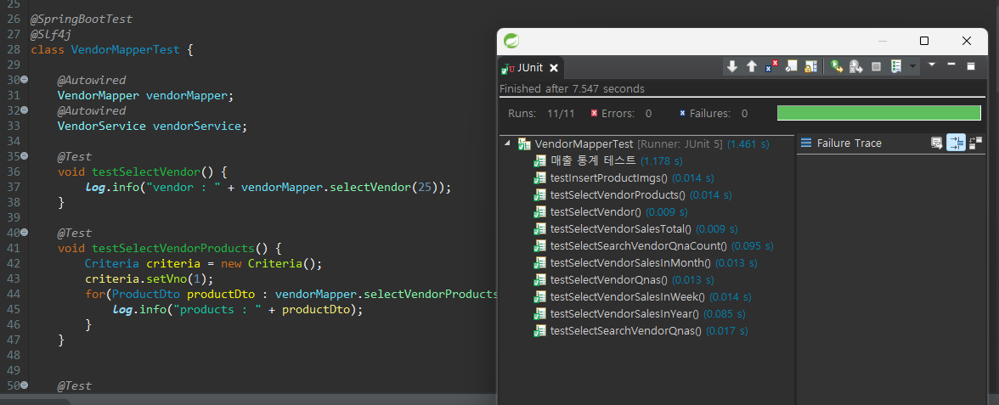 25
26 @SpringBootTest
27 @Slf4j
28 class VendorMapperTest {
29
30 @Autowired
31 VendorMapper vendorMapper;
32 @Autowired
33 VendorService vendorService;
34
35 @Test
36 void testSelectVendor() {
37 log.info("vendor : " + vendorMapper.selectVendor(25));
38 }
39
40 @Test
41 void testSelectVendorProducts() {
42 Criteria criteria = new Criteria();
43 criteria.setVno(1);
44 for(ProductDto productDto : vendorMapper.selectVendorProducts
45 log.info("products : " + productDto);
46 }
47 }
48
49
50 @Test
JUnit
Finished after 7.547 seconds
Runs: 11/11 Errors: 0 Failures: 0
VendorMapperTest [Runner: JUnit 5] (1.461 s)
매출 통계 테스트 (1.178 s)
testInsertProductImgs() (0.014 s)
testSelectVendorProducts() (0.014 s)
testSelectVendor() (0.009 s)
testSelectVendorSalesTotal() (0.009 s)
testSelectSearchVendorQnaCount() (0.095 s)
testSelectVendorSalesInMonth() (0.013 s)
testSelectVendorQnas() (0.013 s)
testSelectVendorSalesInWeek() (0.014 s)
testSelectVendorSalesInYear() (0.085 s)
testSelectSearchVendorQnas() (0.017 s)
Failure Trace